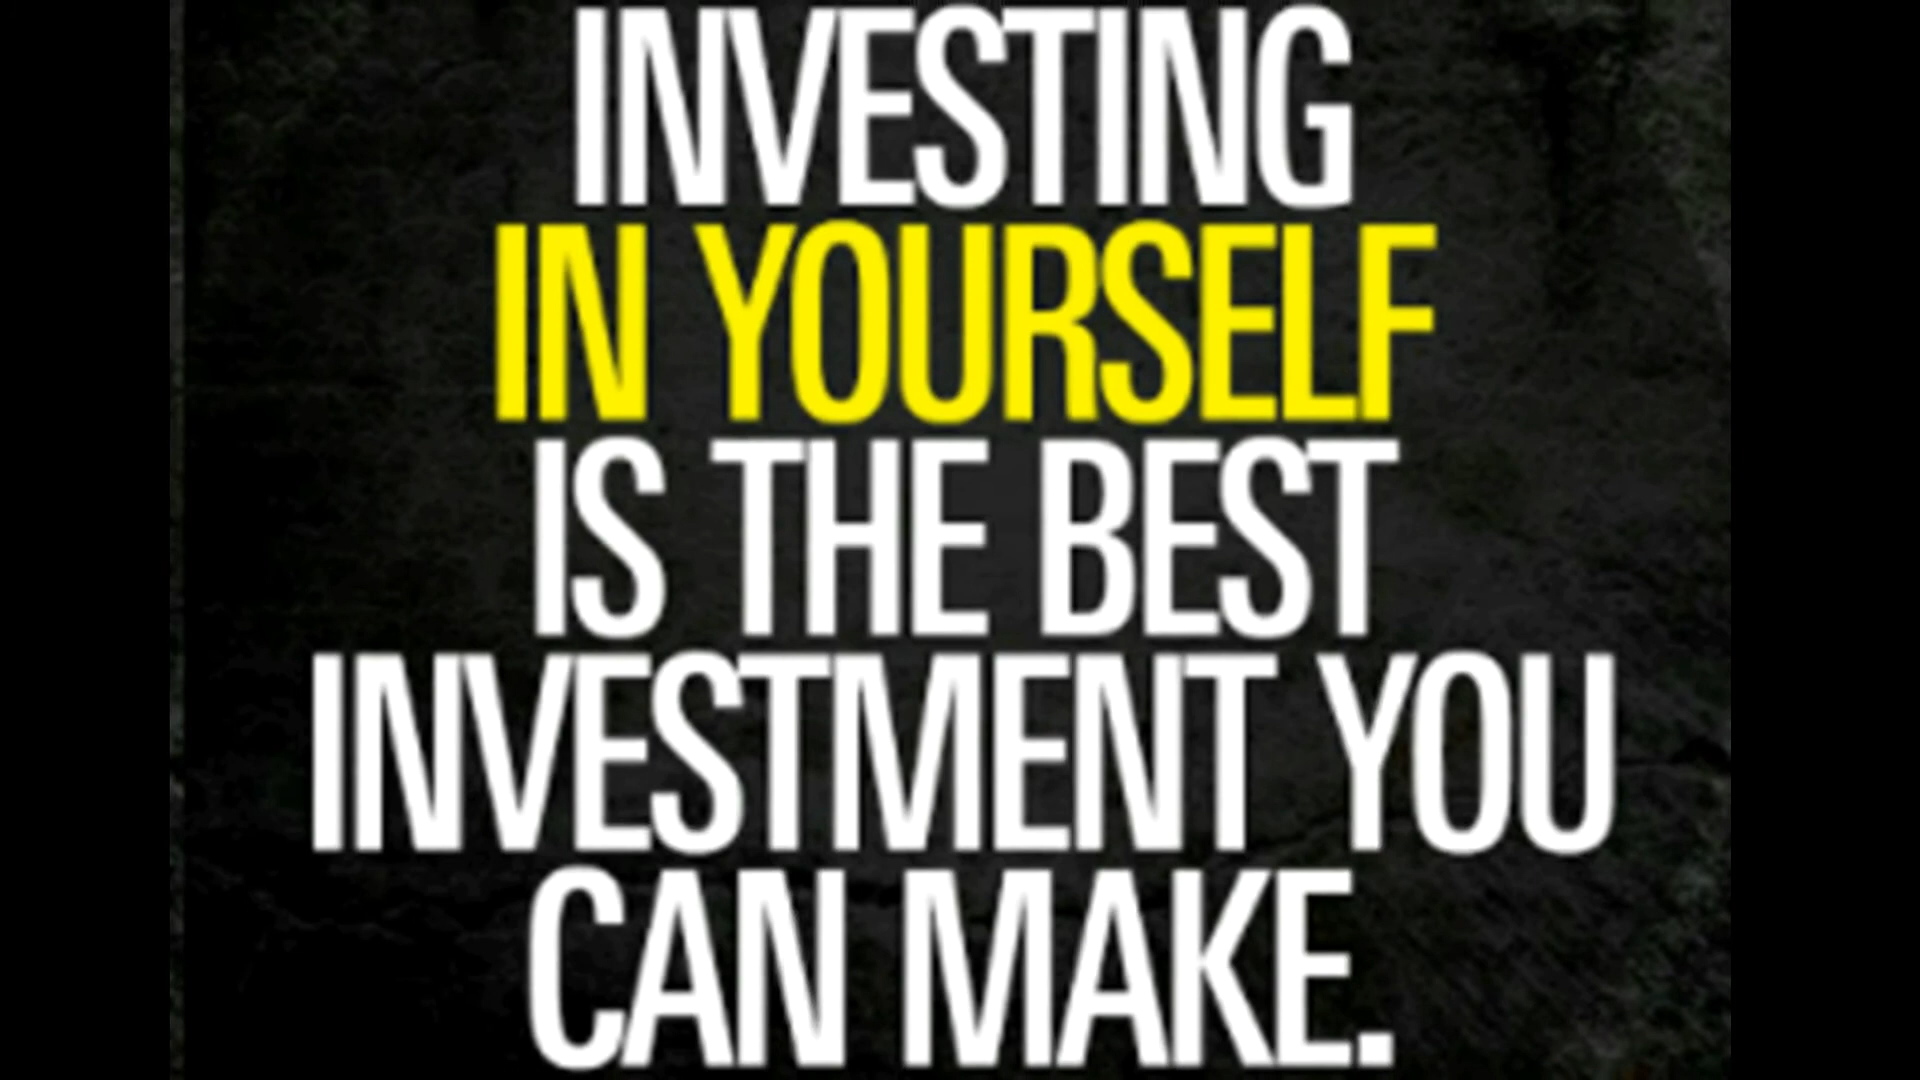 INVESTING
IN YOURSELF
IS THE BEST
INVESTMENT YOU
CAN MAKE.